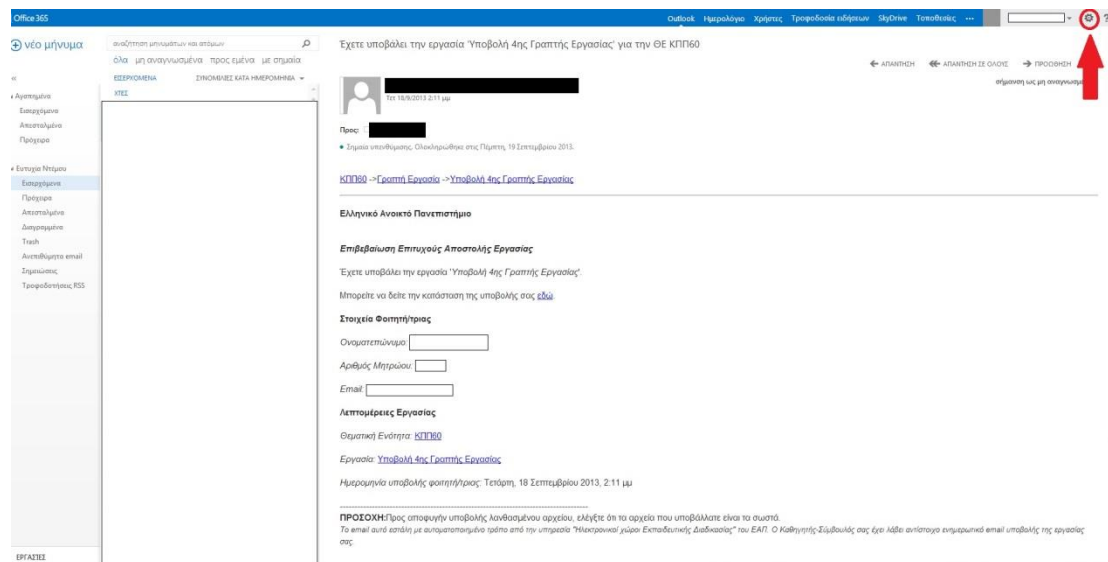 Office 365
Outlook Ημερολόγιο Χρήστες Τροφοδοσία ειδήσεων SkyDrive Τοποθεσίες ··· ?
νέο μήνυμα
αναζήτηση μηνυμάτων και ατόμων
όλα μη αναγνωσμένα προς εμένα με σημαία
ΕΙΣΕΡΧΟΜΕΝΑ ΣΥΝΟΜΙΛΙΕΣ ΚΑΤΑ ΗΜΕΡΟΜΗΝΙΑ
ΧΤΕΣ
«
Αγαπημένα
Εισερχόμενα
Απεσταλμένα
Πρόχειρα
Ευτυχία Ντέμου
Εισερχόμενα
Πρόχειρα
Απεσταλμένα
Διαγραμμένα
Trash
Ανεπιθύμητα email
Σημειώσεις
Τροφοδοτήσεις RSS
ΕΡΓΑΣΙΕΣ
Έχετε υποβάλει την εργασία 'Υποβολή 4ης Γραπτής Εργασίας' για την ΘΕ ΚΠΠ60
ΑΠΑΝΤΗΣΗ ΑΠΑΝΤΗΣΗ ΣΕ ΟΛΟΥΣ ΠΡΟΩΘΗΣΗ
σήμανση ως μη αναγνωσμένο
Τετ 18/9/2013 2:11 μμ
Προς:
Σημαία υπενθύμισης. Ολοκληρώθηκε στις Πέμπτη, 19 Σεπτεμβρίου 2013.
ΚΠΠ60 ->Γραπτή Εργασία ->Υποβολή 4ης Γραπτής Εργασίας
Ελληνικό Ανοικτό Πανεπιστήμιο
Επιβεβαίωση Επιτυχούς Αποστολής Εργασίας
Έχετε υποβάλει την εργασία 'Υποβολή 4ης Γραπτής Εργασίας'.
Μπορείτε να δείτε την κατάσταση της υποβολής σας εδώ.
Στοιχεία Φοιτητή/τριας
Ονοματεπώνυμο:
Αριθμός Μητρώου:
Email:
Λεπτομέρειες Εργασίας
Θεματική Ενότητα: ΚΠΠ60
Εργασία: Υποβολή 4ης Γραπτής Εργασίας
Ημερομηνία υποβολής φοιτητή/τριας: Τετάρτη, 18 Σεπτεμβρίου 2013, 2:11 μμ
ΠΡΟΣΟΧΗ:Προς αποφυγήν υποβολής λανθασμένου αρχείου, ελέγξτε ότι τα αρχεία που υποβάλλατε είναι τα σωστά.
Το email αυτό εστάλη με αυτοματοποιημένο τρόπο από την υπηρεσία "Ηλεκτρονικοί χώροι Εκπαιδευτικής Διαδικασίας" του ΕΑΠ. Ο Καθηγητής-Σύμβουλός σας έχει λάβει αντίστοιχο ενημερωτικό email υποβολής της εργασίας
σας.